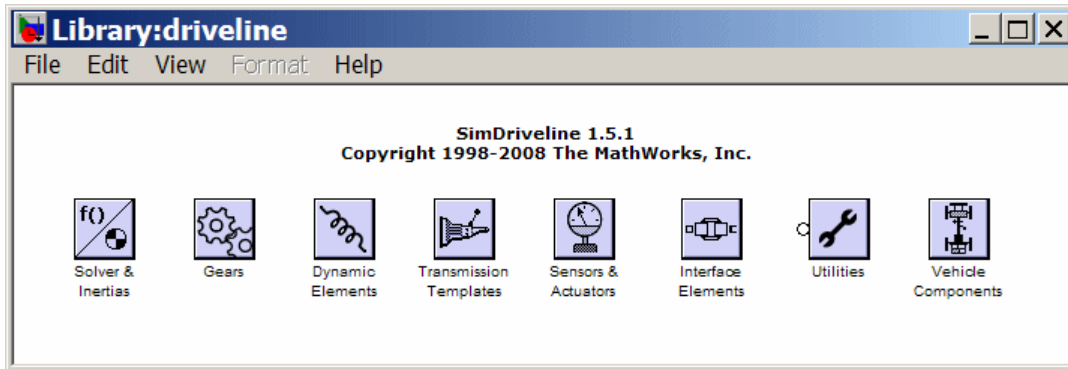 Library:driveline
File Edit View Format Help
SimDriveline 1.5.1
Copyright 1998-2008 The MathWorks, Inc.
f()
Solver &
Inertias
Gears
Dynamic
Elements
Transmission
Templates
Sensors &
Actuators
Interface
Elements
Utilities
Vehicle
Components